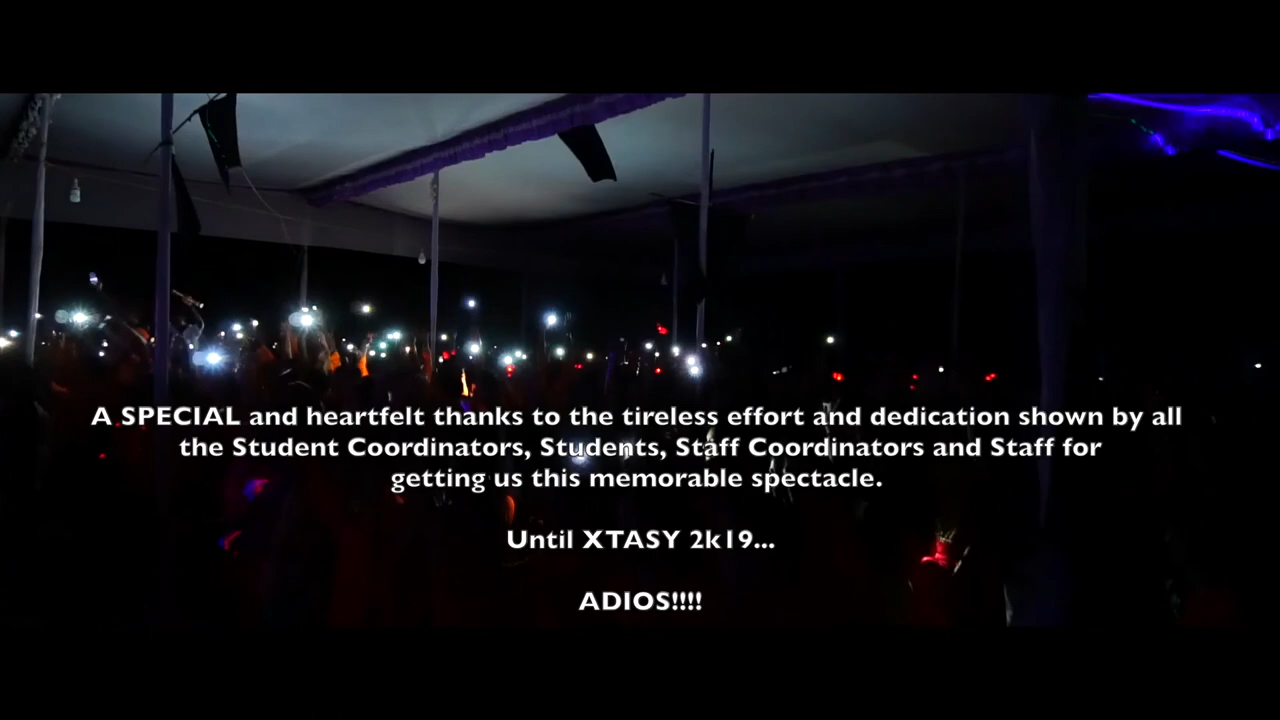 A SPECIAL and heartfelt thanks to the tireless effort and dedication shown by all
the Student Coordinators, Students, Staff Coordinators and Staff for
getting us this memorable spectacle.
Until XTASY 2k19...
ADIOS!!!!